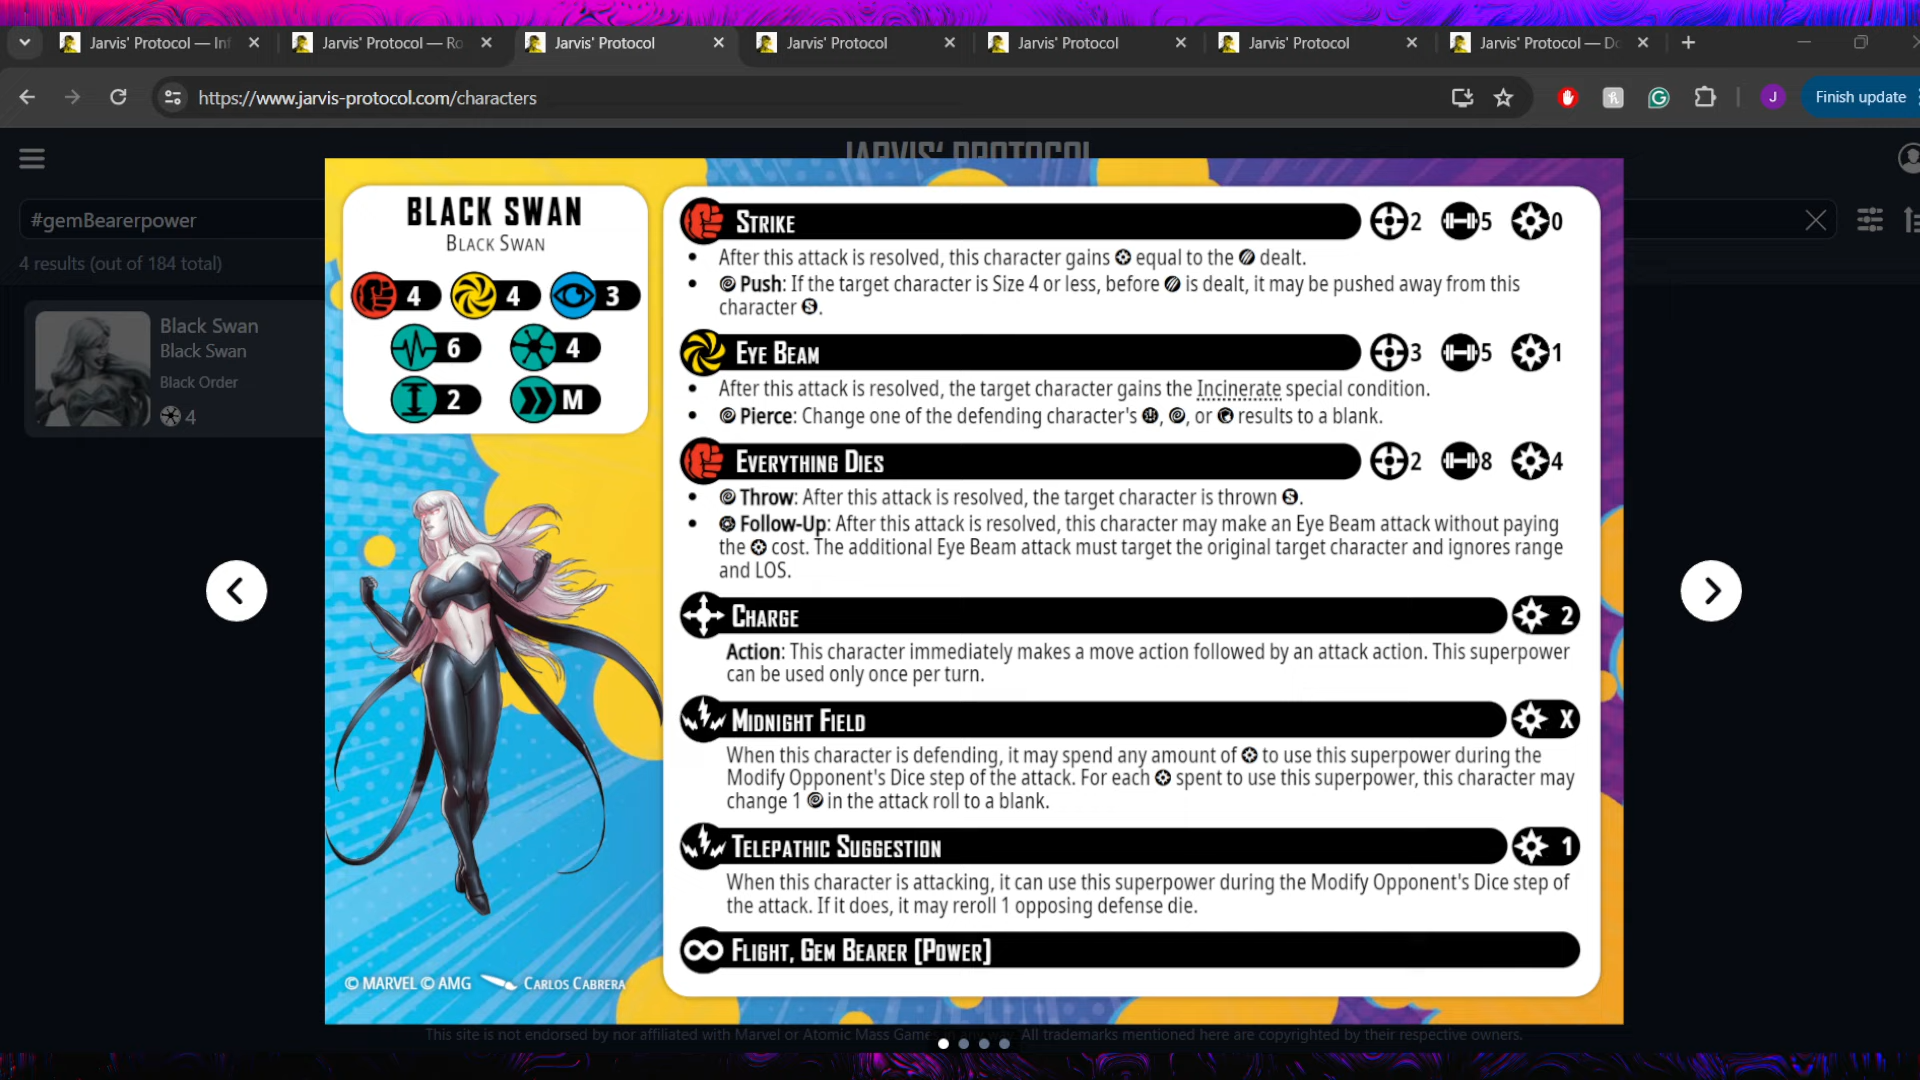 Jarvis' Protocol — Inf
Jarvis' Protocol — Ro
Jarvis' Protocol
Jarvis' Protocol
Jarvis' Protocol
Jarvis' Protocol
Jarvis' Protocol — Do
https://www.jarvis-protocol.com/characters
J
Finish update
JARVIS' PROTOCOL
#gemBearerpower
4 results (out of 184 total)
Black Swan
Black Swan
Black Order
4
BLACK SWAN
BLACK SWAN
4 4 3
6 4
2 M
© MARVEL © AMG CARLOS CABRERA
STRIKE 2 5 0
• After this attack is resolved, this character gains equal to the dealt.
• Push: If the target character is Size 4 or less, before is dealt, it may be pushed away from this
character S.
EYE BEAM 3 5 1
• After this attack is resolved, the target character gains the Incinerate special condition.
• Pierce: Change one of the defending character's , , or results to a blank.
EVERYTHING DIES 2 8 4
• Throw: After this attack is resolved, the target character is thrown S.
• Follow-Up: After this attack is resolved, this character may make an Eye Beam attack without paying
the cost. The additional Eye Beam attack must target the original target character and ignores range
and LOS.
CHARGE 2
Action: This character immediately makes a move action followed by an attack action. This superpower
can be used only once per turn.
MIDNIGHT FIELD X
When this character is defending, it may spend any amount of to use this superpower during the
Modify Opponent's Dice step of the attack. For each spent to use this superpower, this character may
change 1 in the attack roll to a blank.
TELEPATHIC SUGGESTION 1
When this character is attacking, it can use this superpower during the Modify Opponent's Dice step of
the attack. If it does, it may reroll 1 opposing defense die.
FLIGHT, GEM BEARER [POWER]
This site is not endorsed by nor affiliated with Marvel or Atomic Mass Game
All trademarks mentioned here are copyrighted by their respective owners.